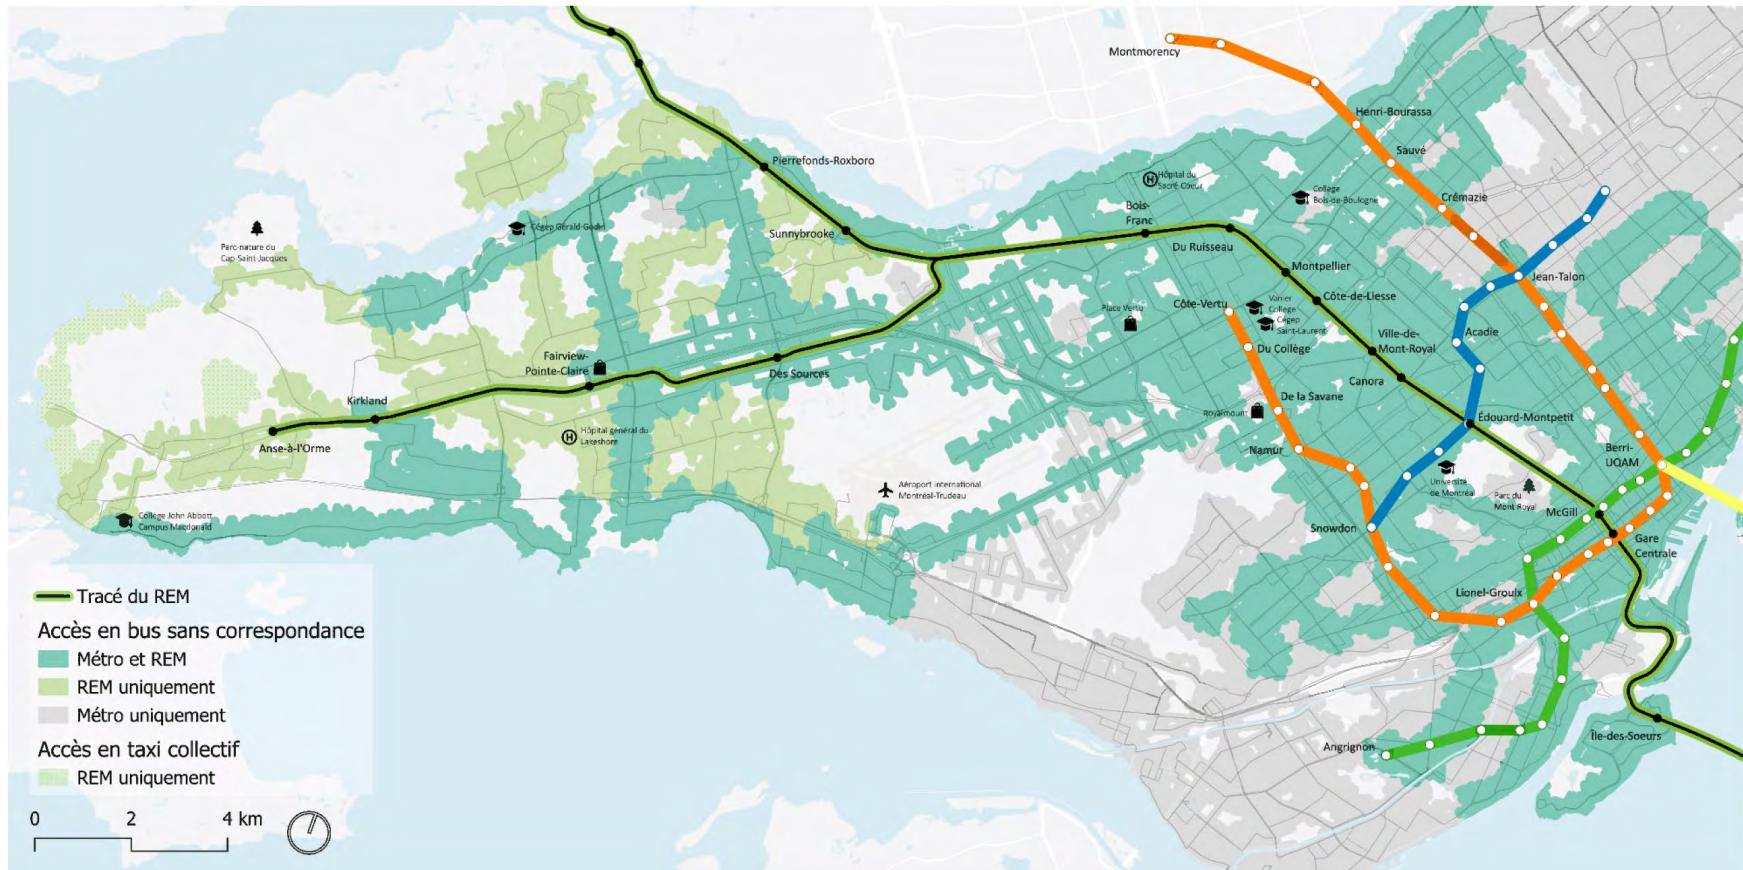 Montmorency
Henri-Bourassa
Sauvé
Pierrefonds-Roxboro
Hôpital du
Sacré-Coeur
College
Bois-de-Boulogne
Crémazie
Bois-
Franc
Cégep Gérald-Godin
Sunnybrooke
Parc-nature du
Cap-Saint-Jacques
Du Ruisseau
Montpellier
Jean-Talon
Côte-Vertu
Vanier
College
Côte-de-Liesse
Place Vertu
Cégep
Saint-Laurent
Acadie
Ville-de-
Mont-Royal
Du Collège
Fairview-
Pointe-Claire
Des Sources
Canora
Kirkland
De la Savane
Royalmount
Édouard-Montpetit
Hôpital général du
Lakeshore
Anse-à-l'Orme
Namur
Berri-
UQAM
Université
de Montréal
Parc du
Mont Royal
Aéroport international
Montréal-Trudeau
McGill
Collège John Abbott
Campus Macdonald
Snowdon
Gare
Centrale
Lionel-Groulx
Île-des-Soeurs
Angrignon
Tracé du REM
Accès en bus sans correspondance
Métro et REM
REM uniquement
Métro uniquement
Accès en taxi collectif
REM uniquement
0 2 4 km